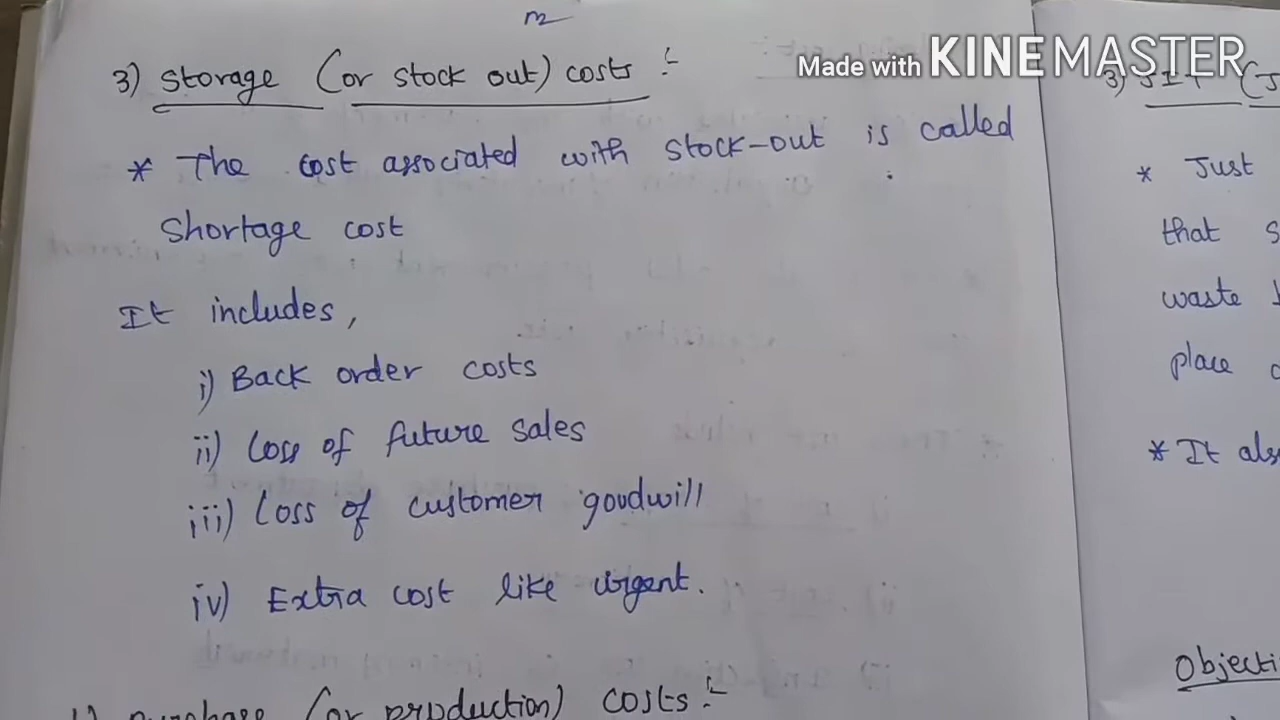 3) Storage (or stock out) costs :-
* The cost associated with stock-out is called
Shortage cost
It includes,
i) Back order costs
ii) Loss of future sales
iii) Loss of customer goodwill
iv) Extra cost like urgent.
(or production) costs :-
Made with KINEMASTER
3) JIT (J
* Just
that s
waste
place
* It als
Objecti